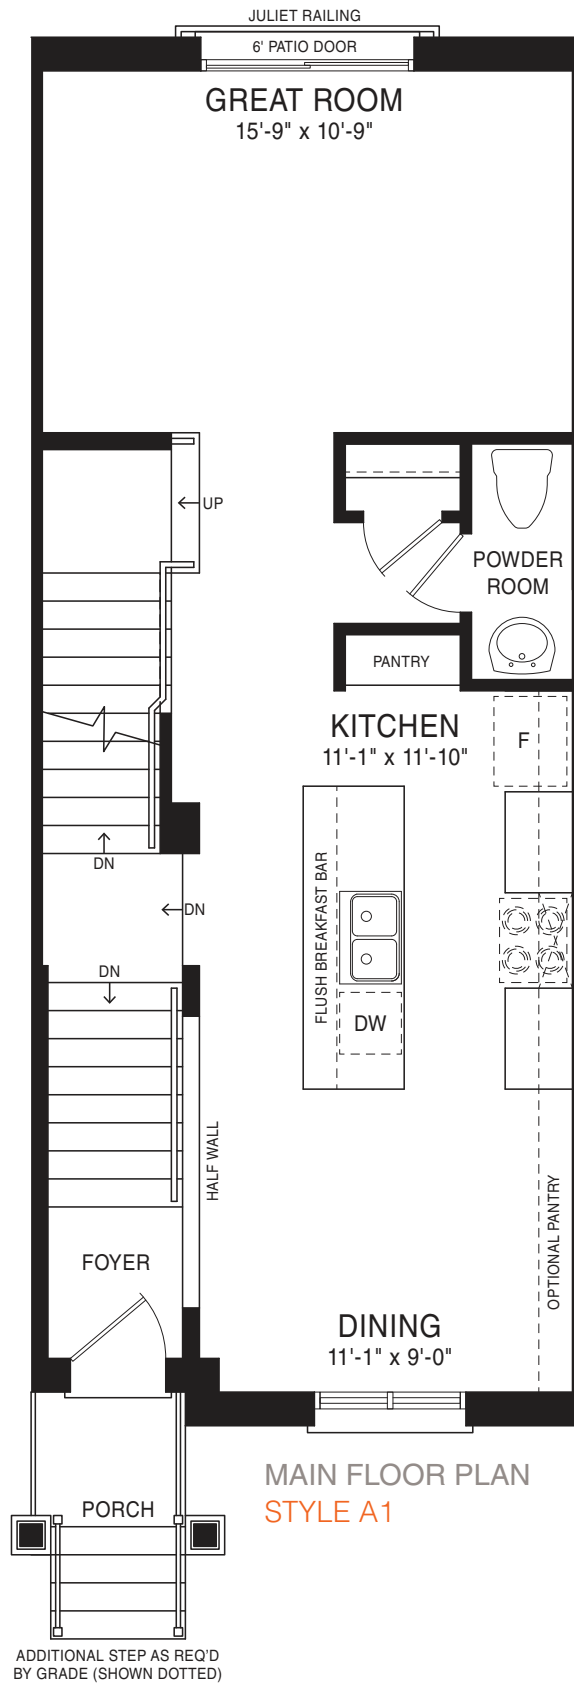 JULIET RAILING
6' PATIO DOOR
GREAT ROOM
15'-9" x 10'-9"
UP
POWDER
ROOM
PANTRY
KITCHEN
11'-1" x 11'-10"
F
DN
DN
DN
FLUSH BREAKFAST BAR
DW
HALF WALL
OPTIONAL PANTRY
FOYER
DINING
11'-1" x 9'-0"
MAIN FLOOR PLAN
STYLE A1
PORCH
ADDITIONAL STEP AS REQ'D
BY GRADE (SHOWN DOTTED)